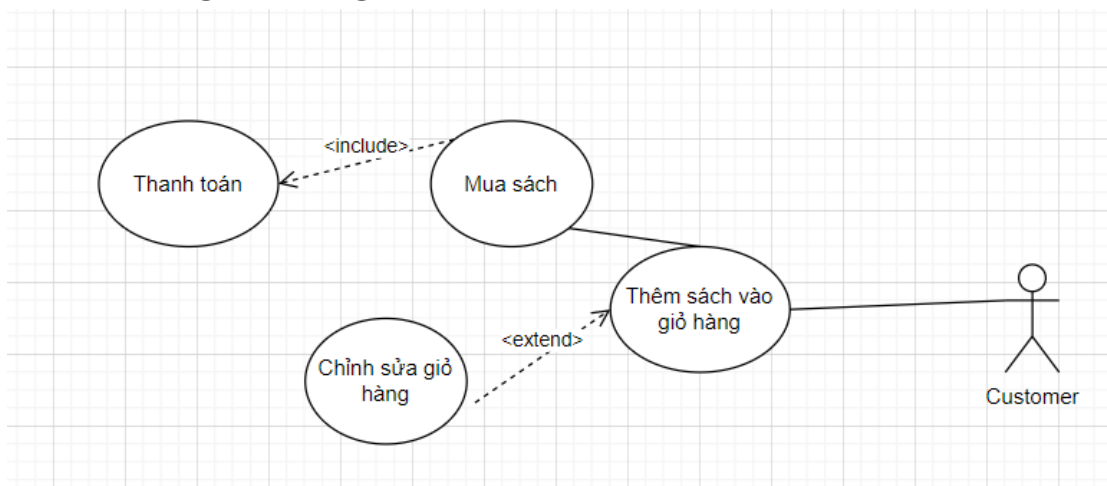 <include>
Thanh toán
Mua sách
Thêm sách vào
giỏ hàng
<extend>
Chỉnh sửa giỏ
hàng
Customer